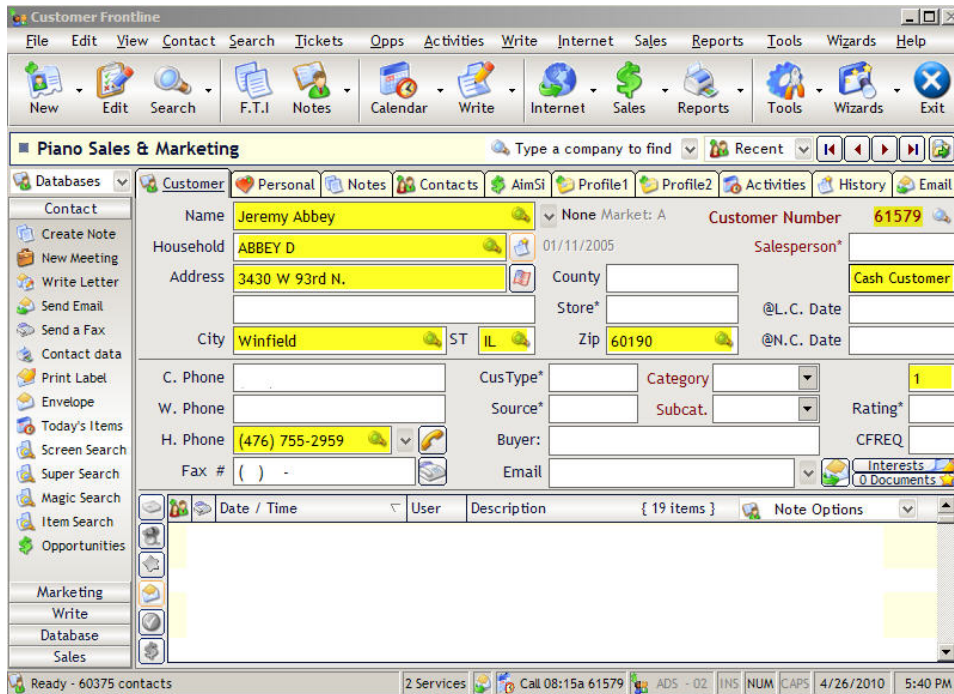 Customer Frontline
File Edit View Contact Search Tickets Opps Activities Write Internet Sales Reports Tools Wizards Help
New Edit Search F.T.I Notes Calendar Write Internet Sales Reports Tools Wizards Exit
Piano Sales & Marketing Type a company to find Recent
Databases Customer Personal Notes Contacts AimSi Profile1 Profile2 Activities History Email
Contact
Create Note
New Meeting
Write Letter
Send Email
Send a Fax
Contact data
Print Label
Envelope
Today's Items
Screen Search
Super Search
Magic Search
Item Search
Opportunities
Marketing
Write
Database
Sales
Name Jeremy Abbey None Market: A Customer Number 61579
Household ABBEY D 01/11/2005 Salesperson*
Address 3430 W 93rd N. County Cash Customer
Store* @L.C. Date
City Winfield ST IL Zip 60190 @N.C. Date
C. Phone CusType* Category 1
W. Phone Source* Subcat. Rating*
H. Phone (476) 755-2959 Buyer: CFREQ
Fax # ( ) - Email Interests
0 Documents
Date / Time User Description { 19 items } Note Options
Ready - 60375 contacts 2 Services Call 08:15a 61579 ADS - 02 INS NUM CAPS 4/26/2010 5:40 PM